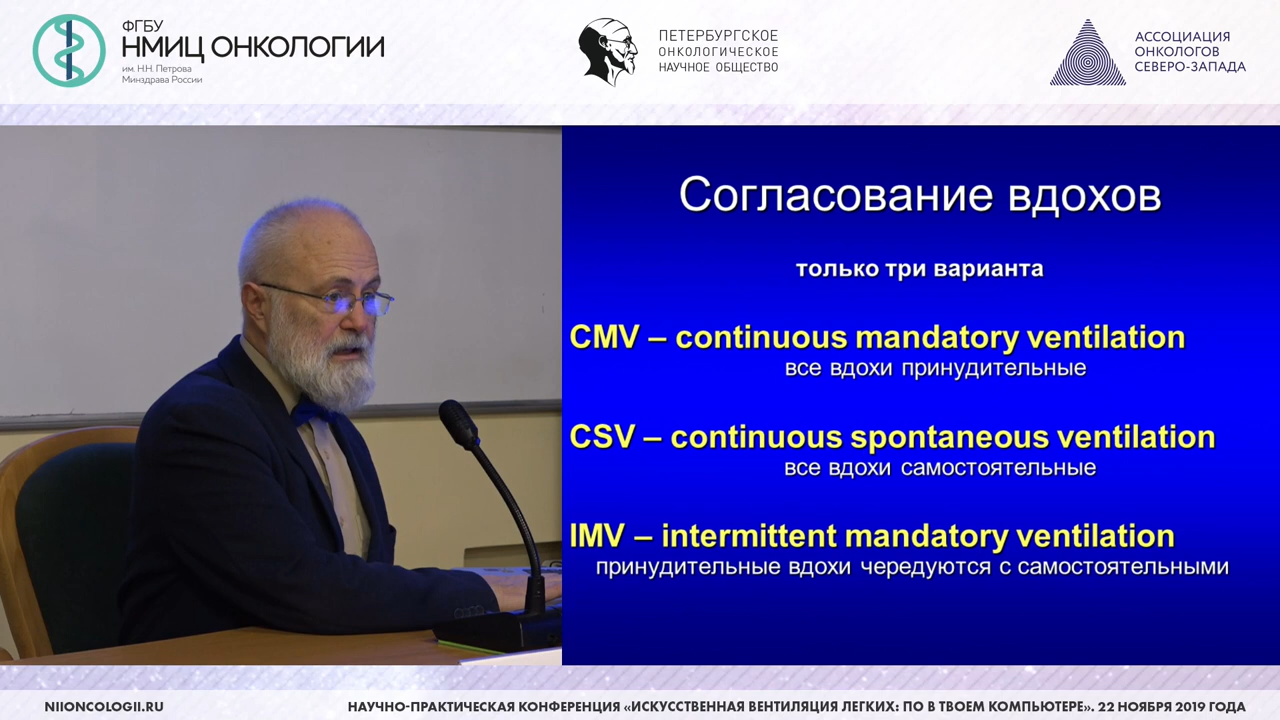 ФГБУ
НМИЦ ОНКОЛОГИИ
им. Н.Н. Петрова
Минздрава России
ПЕТЕРБУРГСКОЕ
ОНКОЛОГИЧЕСКОЕ
НАУЧНОЕ ОБЩЕСТВО
АССОЦИАЦИЯ
ОНКОЛОГОВ
СЕВЕРО-ЗАПАДА
Согласование вдохов
только три варианта
CMV – continuous mandatory ventilation
все вдохи принудительные
CSV – continuous spontaneous ventilation
все вдохи самостоятельные
IMV – intermittent mandatory ventilation
принудительные вдохи чередуются с самостоятельными
NIIONCOLOGII.RU
НАУЧНО-ПРАКТИЧЕСКАЯ КОНФЕРЕНЦИЯ «ИСКУССТВЕННАЯ ВЕНТИЛЯЦИЯ ЛЕГКИХ: ПО В ТВОЕМ КОМПЬЮТЕРЕ». 22 НОЯБРЯ 2019 ГОДА